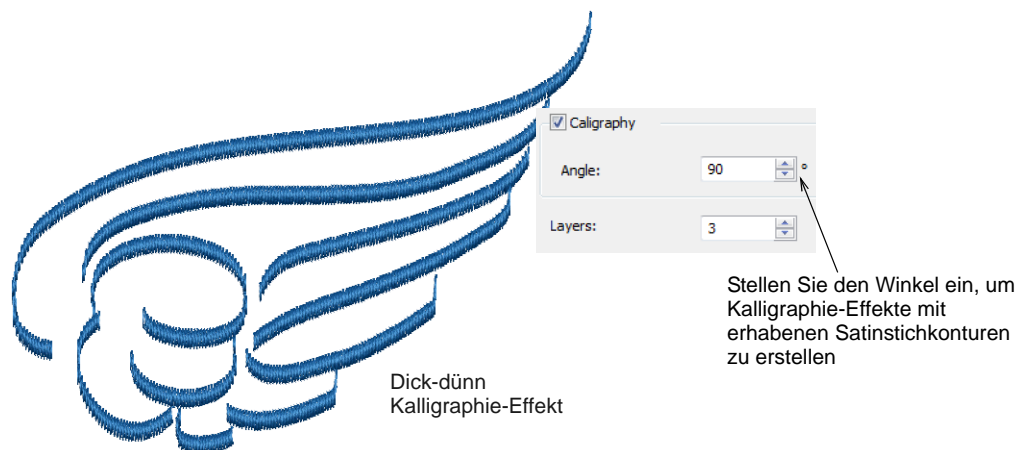 Caligraphy
Angle:
90
°
Layers:
3
Stellen Sie den Winkel ein, um
Kalligraphie-Effekte mit
erhabenen Satinstichkonturen
zu erstellen
Dick-dünn
Kalligraphie-Effekt